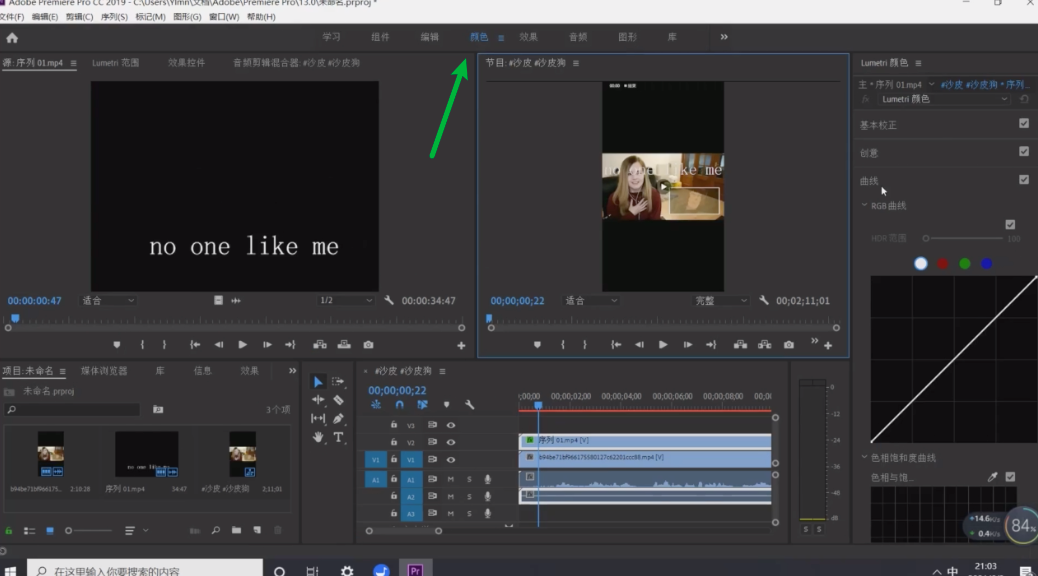 Adobe Premiere Pro CC 2019 - C:\Users\Ylmf\文档\Adobe\Premiere Pro\13.0\未命名.prproj *
文件(F) 编辑(E) 剪辑(C) 序列(S) 标记(M) 图形(G) 窗口(W) 帮助(H)
学习 组件 编辑 颜色 效果 音频 图形 库
源: 序列 01.mp4 Lumetri 范围 效果控件 音频剪辑混合器: #沙皮 #沙皮狗
节目: #沙皮 #沙皮狗
Lumetri 颜色
主 * 序列 01.mp4 #沙皮 #沙皮狗 * 序列...
fx Lumetri 颜色
基本校正
创意
曲线
RGB 曲线
HDR 范围 100
no one like me
no one like me
00:00:00:47 适合 1/2 00:00:34:47
00;00;00;22 适合 完整 00;02;11;01
项目: 未命名 媒体浏览器 库 信息 效果
未命名.prproj
3 个项
序列 01.mp4 54:47
#沙皮 #沙皮狗 2;11;01
2:10:28
#沙皮 #沙皮狗
00;00;00;22
;00;00 00;00;02;00 00;00;04;00 00;00;06;00 00;00;08;00 00;0
V3
V2
V1 V1
A1 A1 M S
A2 M S
A3 M S
序列 01.mp4 [V]
0
-12
-24
-36
-48
dB
S S
色相饱和度曲线
色相与饱...
14.6
0.4
84%
在这里输入你要搜索的内容
Pr
中
21:03